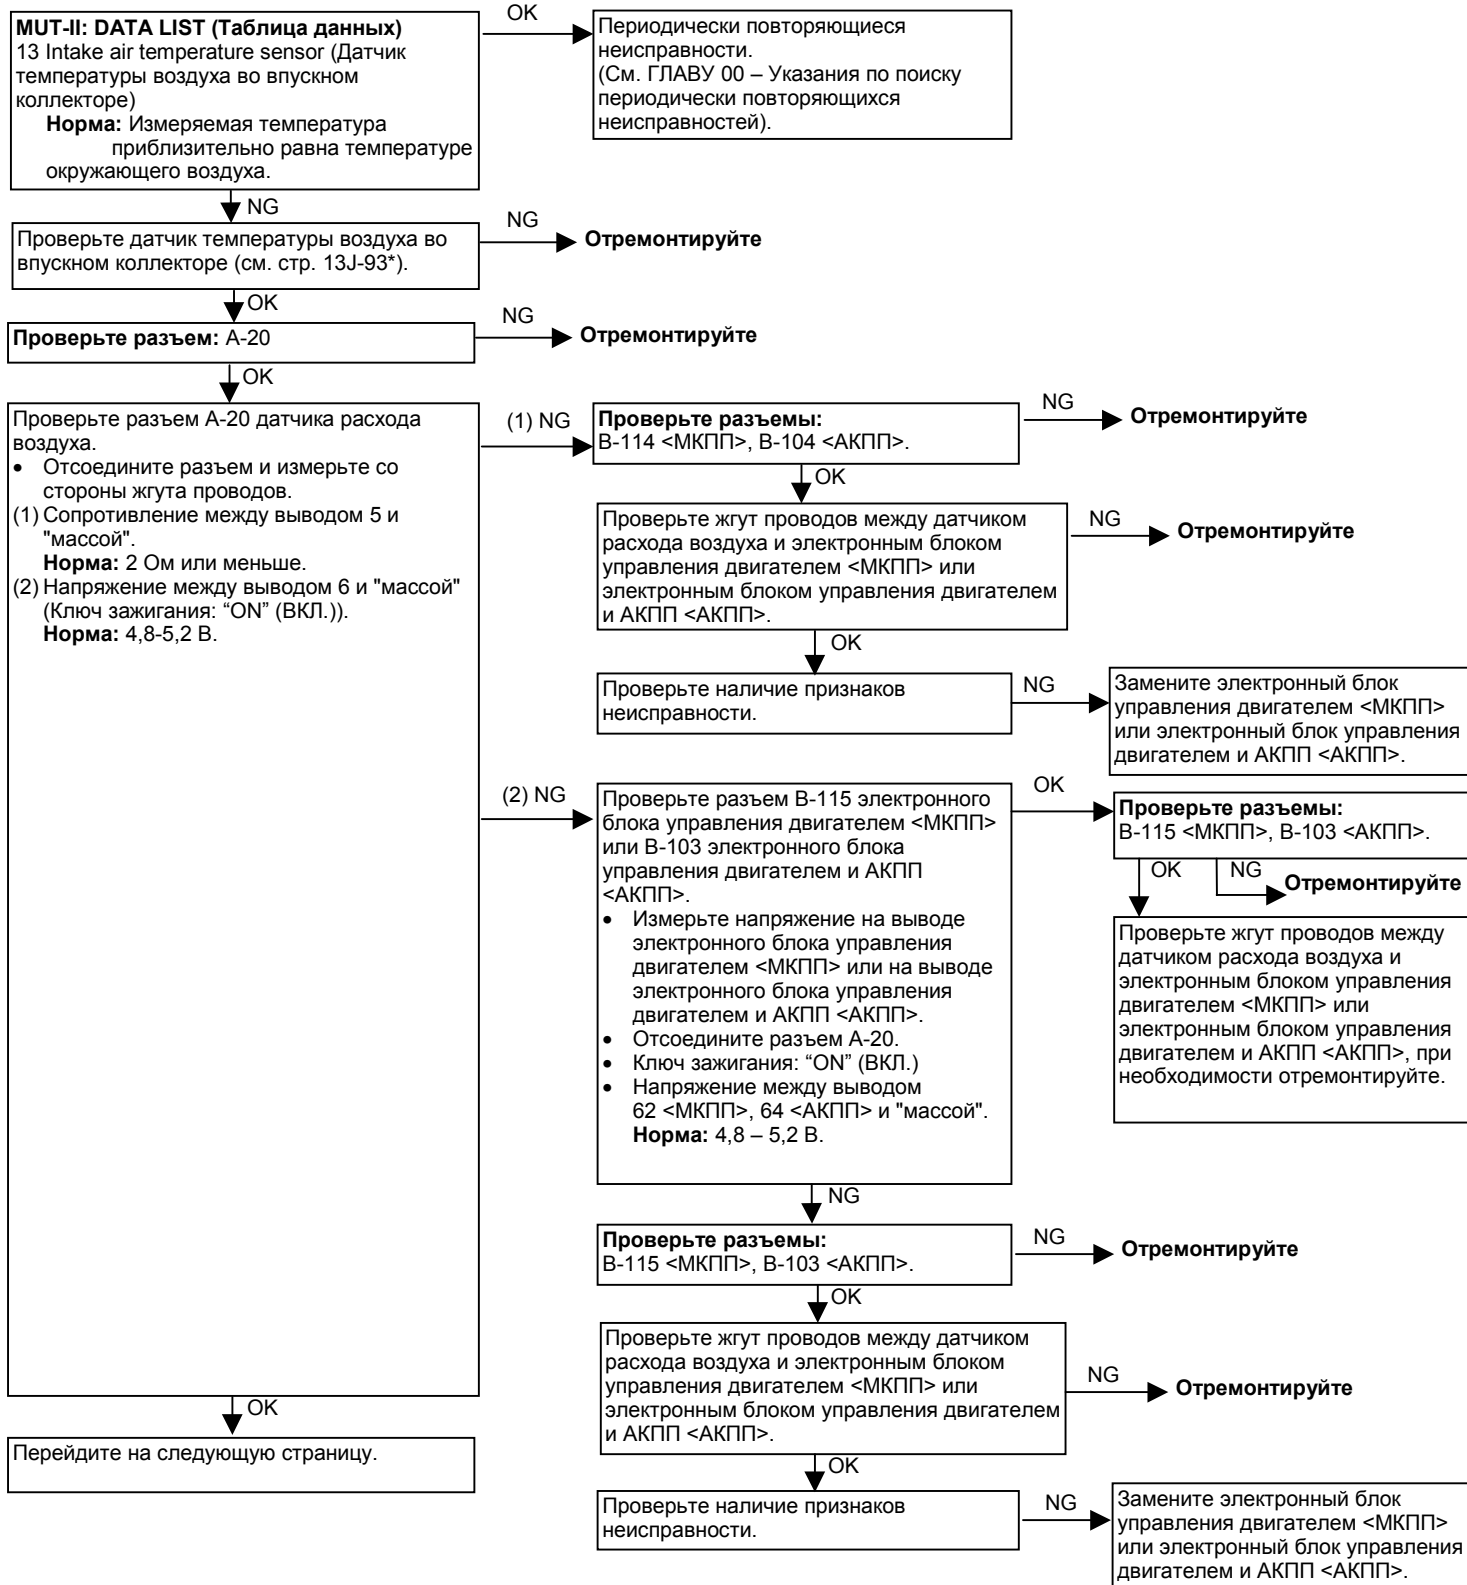 MUT-II: DATA LIST (Таблица данных)
13 Intake air temperature sensor (Датчик
температуры воздуха во впускном
коллекторе)
Норма: Измеряемая температура
приблизительно равна температуре
окружающего воздуха.
OK
Периодически повторяющиеся
неисправности.
(См. ГЛАВУ 00 – Указания по поиску
периодически повторяющихся
неисправностей).
NG
Проверьте датчик температуры воздуха во
впускном коллекторе (см. стр. 13J-93*).
NG
Отремонтируйте
OK
Проверьте разъем: А-20
NG
Отремонтируйте
OK
Проверьте разъем А-20 датчика расхода
воздуха.
• Отсоедините разъем и измерьте со
стороны жгута проводов.
(1) Сопротивление между выводом 5 и
"массой".
Норма: 2 Ом или меньше.
(2) Напряжение между выводом 6 и "массой"
(Ключ зажигания: “ON” (ВКЛ.)).
Норма: 4,8-5,2 В.
(1) NG
Проверьте разъемы:
В-114 <МКПП>, В-104 <АКПП>.
NG
Отремонтируйте
OK
Проверьте жгут проводов между датчиком
расхода воздуха и электронным блоком
управления двигателем <МКПП> или
электронным блоком управления двигателем
и АКПП <АКПП>.
NG
Отремонтируйте
OK
Проверьте наличие признаков
неисправности.
NG
Замените электронный блок
управления двигателем <МКПП>
или электронный блок управления
двигателем и АКПП <АКПП>.
(2) NG
Проверьте разъем В-115 электронного
блока управления двигателем <МКПП>
или В-103 электронного блока
управления двигателем и АКПП
<АКПП>.
• Измерьте напряжение на выводе
электронного блока управления
двигателем <МКПП> или на выводе
электронного блока управления
двигателем и АКПП <АКПП>.
• Отсоедините разъем А-20.
• Ключ зажигания: “ON” (ВКЛ.)
• Напряжение между выводом
62 <МКПП>, 64 <АКПП> и "массой".
Норма: 4,8 – 5,2 В.
OK
Проверьте разъемы:
В-115 <МКПП>, В-103 <АКПП>.
OK
NG
Отремонтируйте
Проверьте жгут проводов между
датчиком расхода воздуха и
электронным блоком управления
двигателем <МКПП> или
электронным блоком управления
двигателем и АКПП <АКПП>, при
необходимости отремонтируйте.
NG
Проверьте разъемы:
В-115 <МКПП>, В-103 <АКПП>.
NG
Отремонтируйте
OK
Проверьте жгут проводов между датчиком
расхода воздуха и электронным блоком
управления двигателем <МКПП> или
электронным блоком управления двигателем
и АКПП <АКПП>.
NG
Отремонтируйте
OK
Проверьте наличие признаков
неисправности.
NG
Замените электронный блок
управления двигателем <МКПП>
или электронный блок управления
двигателем и АКПП <АКПП>.
OK
Перейдите на следующую страницу.